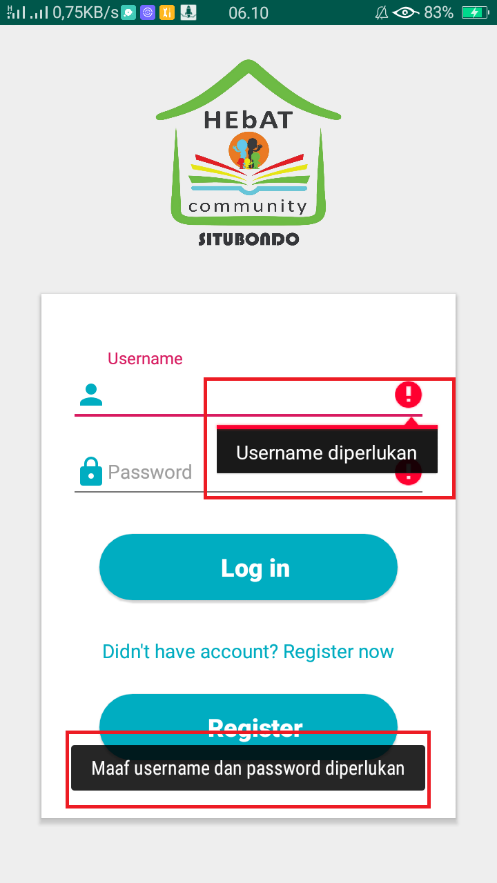 0,75KB/s 06.10 83%
HEbAT
community
SITUBONDO
Username
Username diperlukan
Password
Log in
Didn't have account? Register now
Register
Maaf username dan password diperlukan